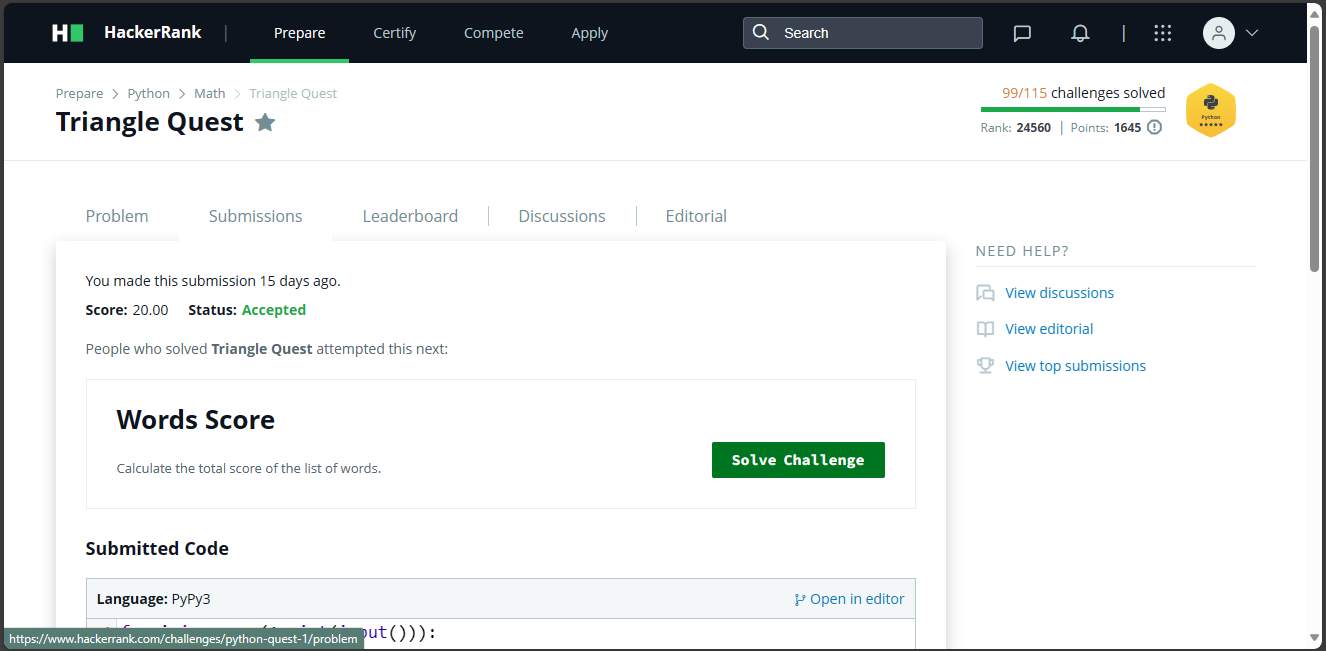 HackerRank | Prepare Certify Compete Apply Search |
Prepare > Python > Math > Triangle Quest
Triangle Quest
99/115 challenges solved
Rank: 24560 | Points: 1645
Python
Problem Submissions Leaderboard Discussions Editorial
You made this submission 15 days ago.
Score: 20.00 Status: Accepted
People who solved Triangle Quest attempted this next:
Words Score
Calculate the total score of the list of words.
Solve Challenge
Submitted Code
Language: PyPy3 Open in editor
put())):
https://www.hackerrank.com/challenges/python-quest-1/problem
NEED HELP?
View discussions
View editorial
View top submissions